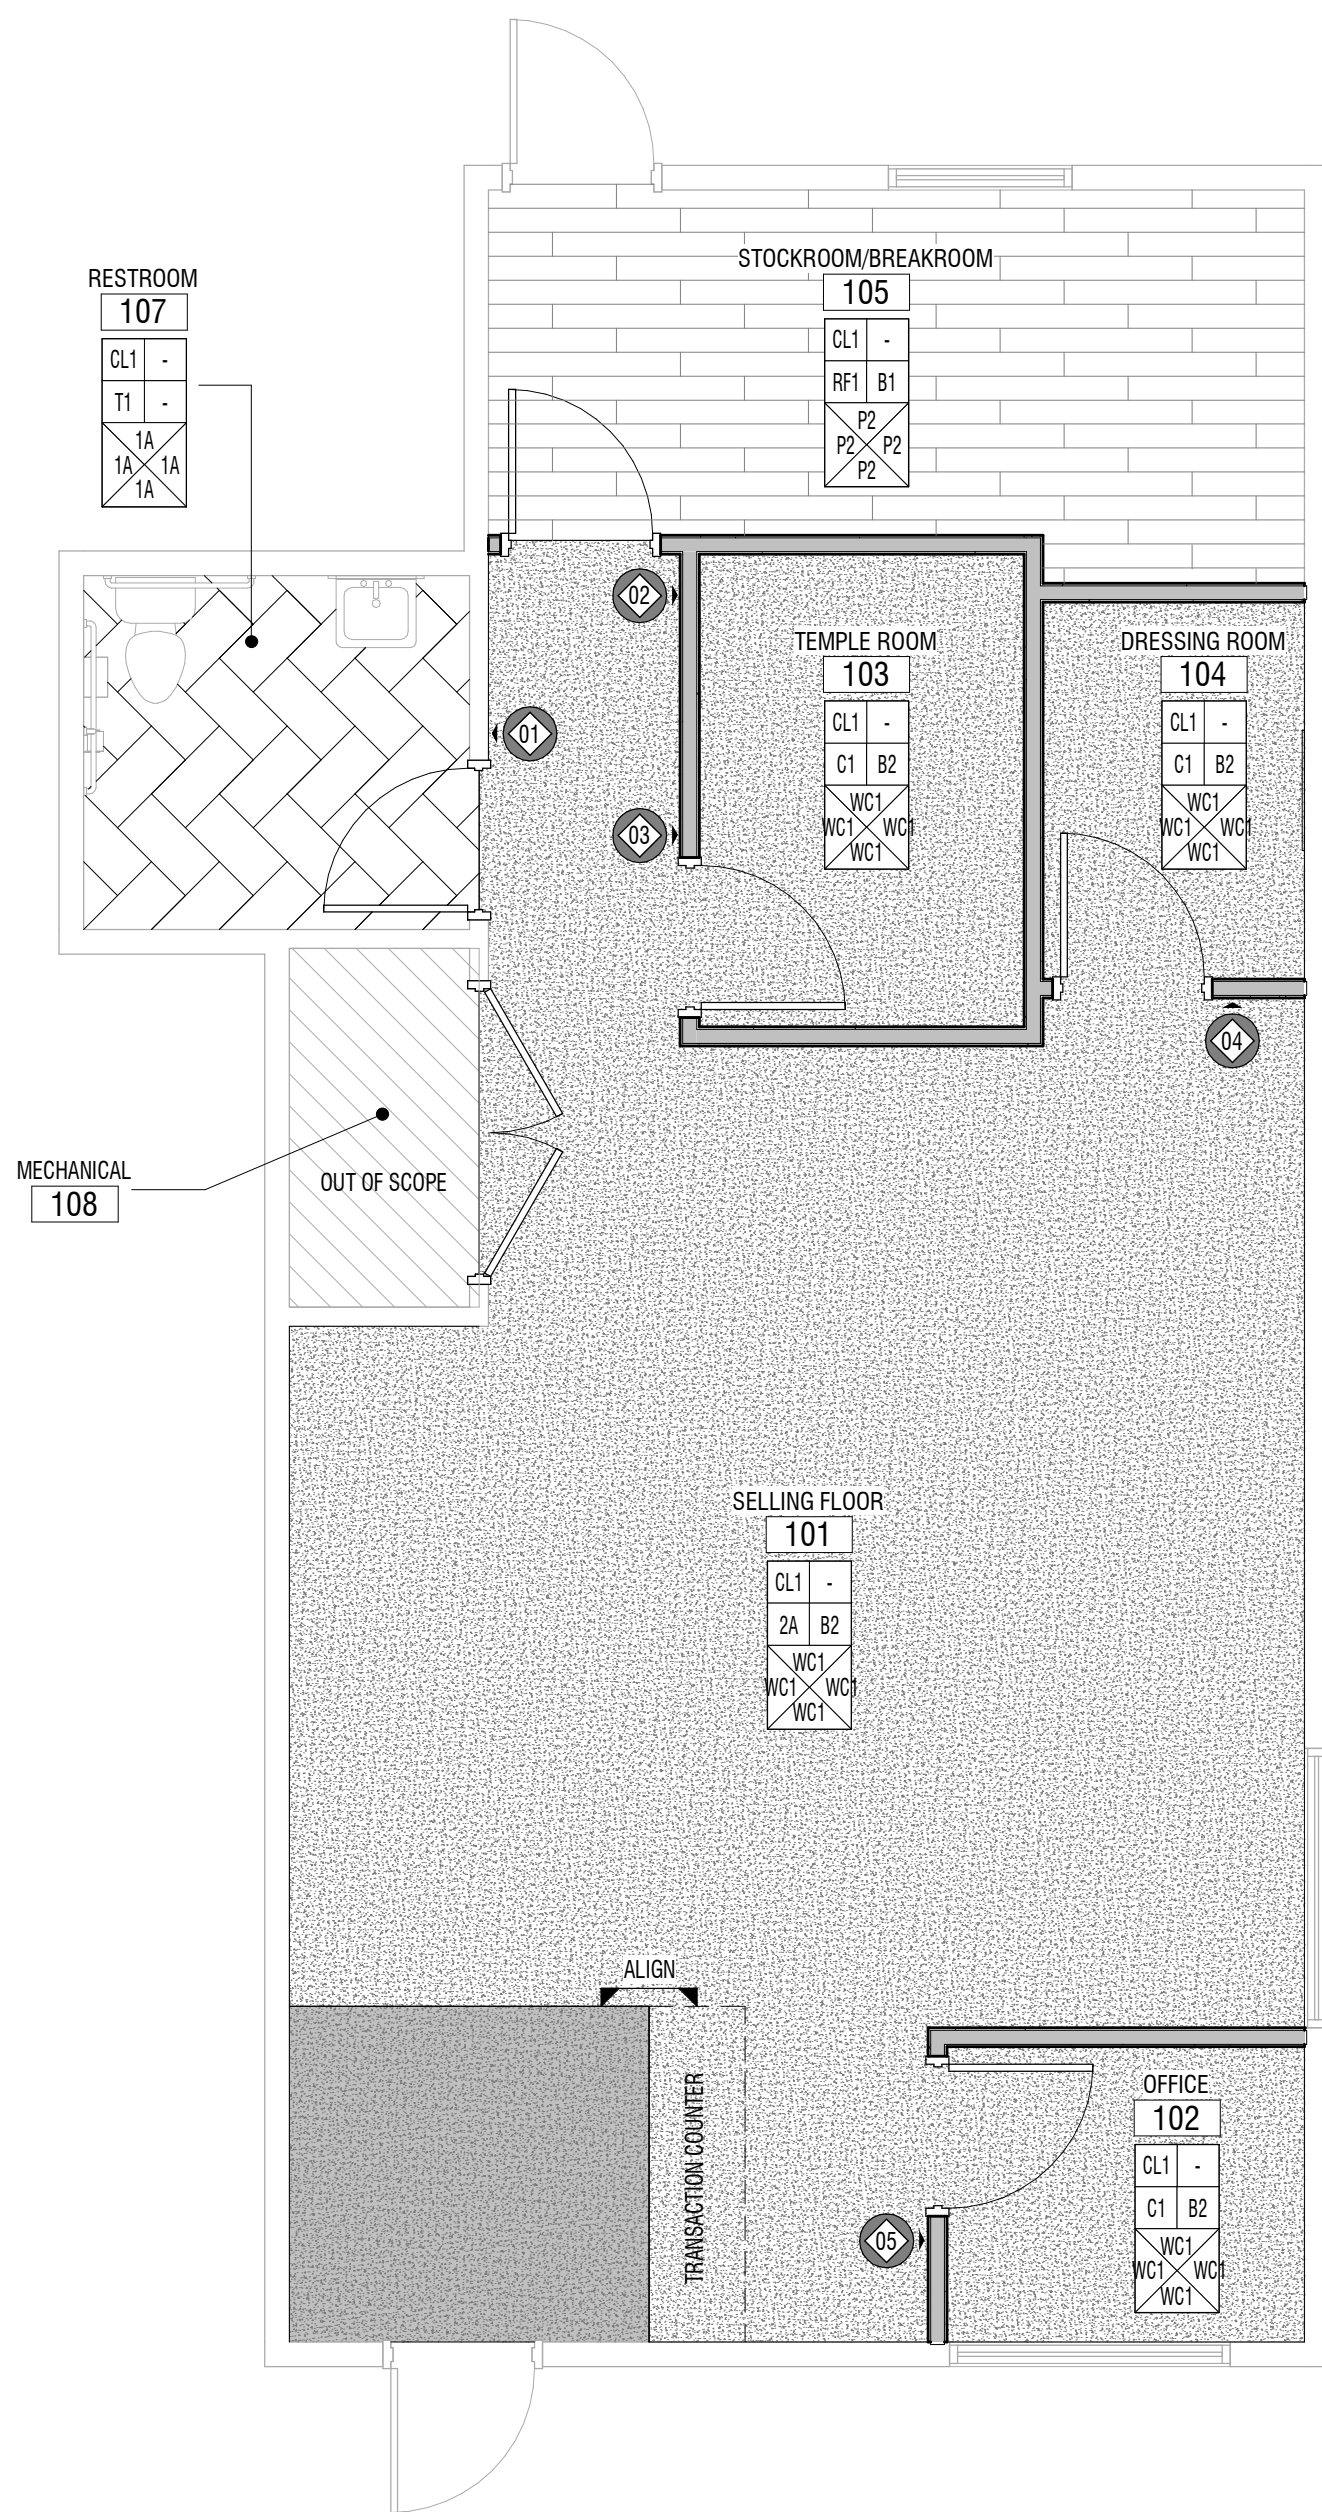 RESTROOM
107
CL1 -
T1 -
1A
1A 1A
1A
STOCKROOM/BREAKROOM
105
CL1 -
RF1 B1
P2
P2 P2
P2
02
TEMPLE ROOM
103
CL1 -
C1 B2
WC1
WC1 WC1
WC1
DRESSING ROOM
104
CL1 -
C1 B2
WC1
WC1 WC1
WC1
01
03
04
MECHANICAL
108
OUT OF SCOPE
SELLING FLOOR
101
CL1 -
2A B2
WC1
WC1 WC1
WC1
ALIGN
TRANSACTION COUNTER
OFFICE
102
CL1 -
C1 B2
WC1
WC1 WC1
WC1
05